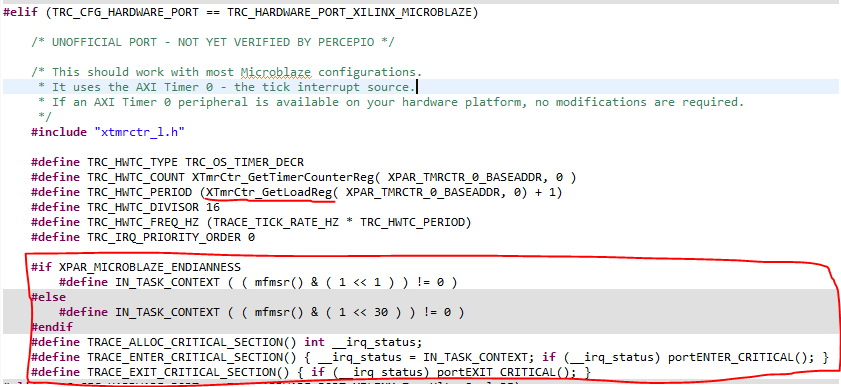 #elif (TRC_CFG_HARDWARE_PORT == TRC_HARDWARE_PORT_XILINX_MICROBLAZE)
/* UNOFFICIAL PORT - NOT YET VERIFIED BY PERCEPIO */
/* This should work with most Microblaze configurations.
* It uses the AXI Timer 0 - the tick interrupt source.
* If an AXI Timer 0 peripheral is available on your hardware platform, no modifications are required.
*/
#include "xtmrctr_l.h"
#define TRC_HWTC_TYPE TRC_OS_TIMER_DECR
#define TRC_HWTC_COUNT XTmrCtr_GetTimerCounterReg( XPAR_TMRCTR_0_BASEADDR, 0 )
#define TRC_HWTC_PERIOD (XTmrCtr_GetLoadReg( XPAR_TMRCTR_0_BASEADDR, 0) + 1)
#define TRC_HWTC_DIVISOR 16
#define TRC_HWTC_FREQ_HZ (TRACE_TICK_RATE_HZ * TRC_HWTC_PERIOD)
#define TRC_IRQ_PRIORITY_ORDER 0
#if XPAR_MICROBLAZE_ENDIANNESS
#define IN_TASK_CONTEXT ( ( mfmsr() & ( 1 << 1 ) ) != 0 )
#else
#define IN_TASK_CONTEXT ( ( mfmsr() & ( 1 << 30 ) ) != 0 )
#endif
#define TRACE_ALLOC_CRITICAL_SECTION() int __irq_status;
#define TRACE_ENTER_CRITICAL_SECTION() { __irq_status = IN_TASK_CONTEXT; if (__irq_status) portENTER_CRITICAL(); }
#define TRACE_EXIT_CRITICAL_SECTION() { if (__irq_status) portEXIT_CRITICAL(); }